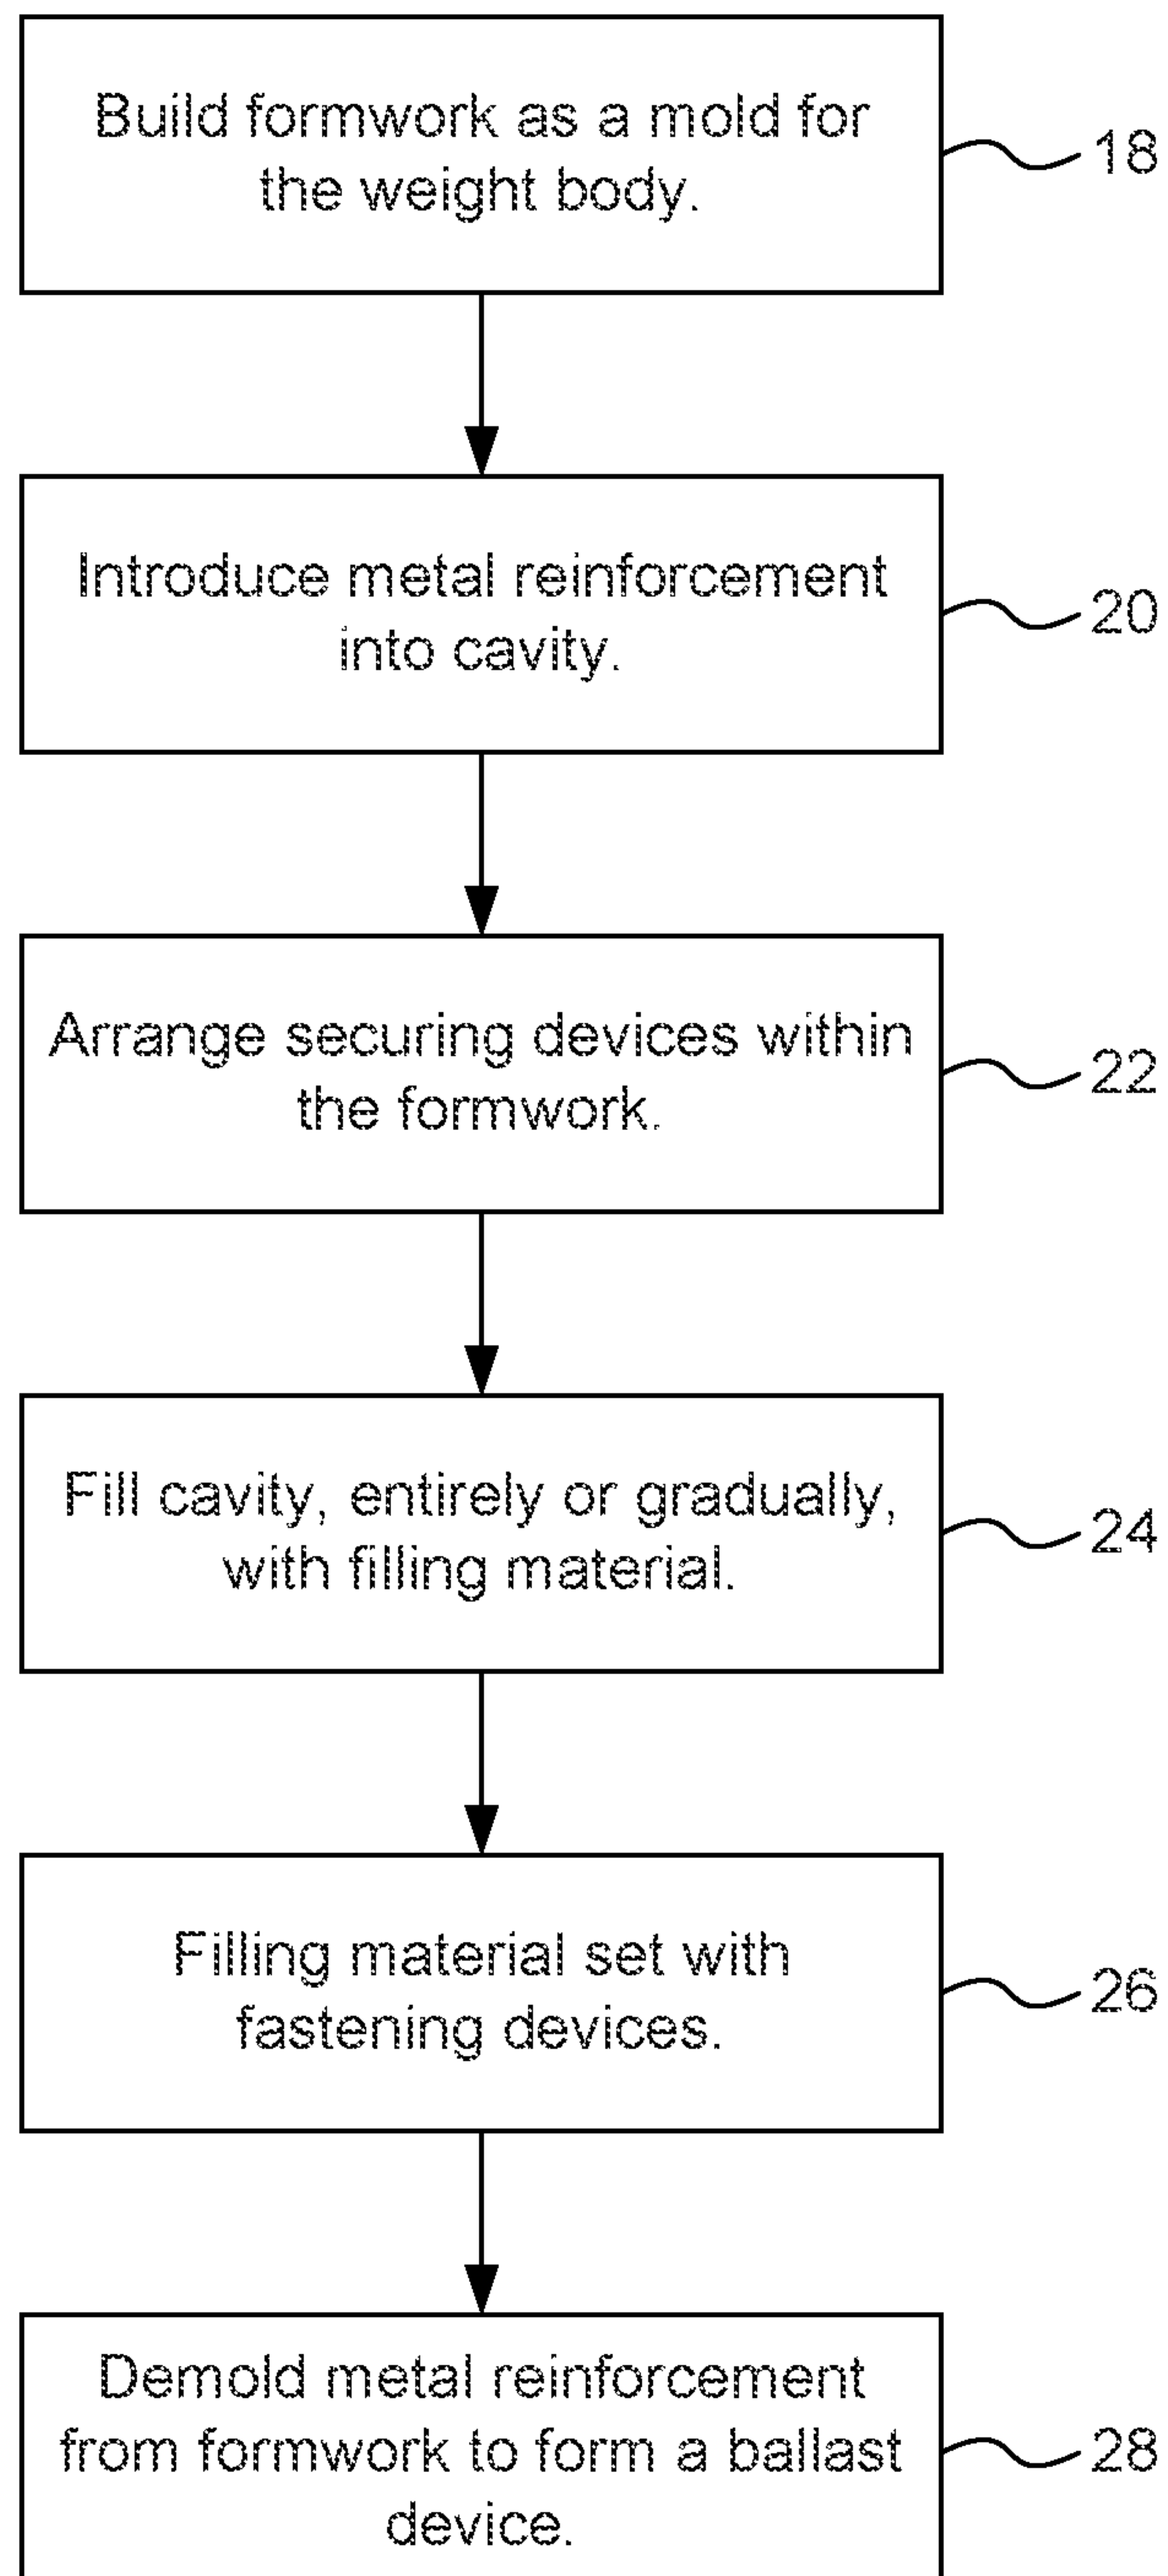 Build formwork as a mold for
the weight body.
18
Introduce metal reinforcement
into cavity.
20
Arrange securing devices within
the formwork.
22
Fill cavity, entirely or gradually,
with filling material.
24
Filling material set with
fastening devices.
26
Demold metal reinforcement
from formwork to form a ballast
device.
28